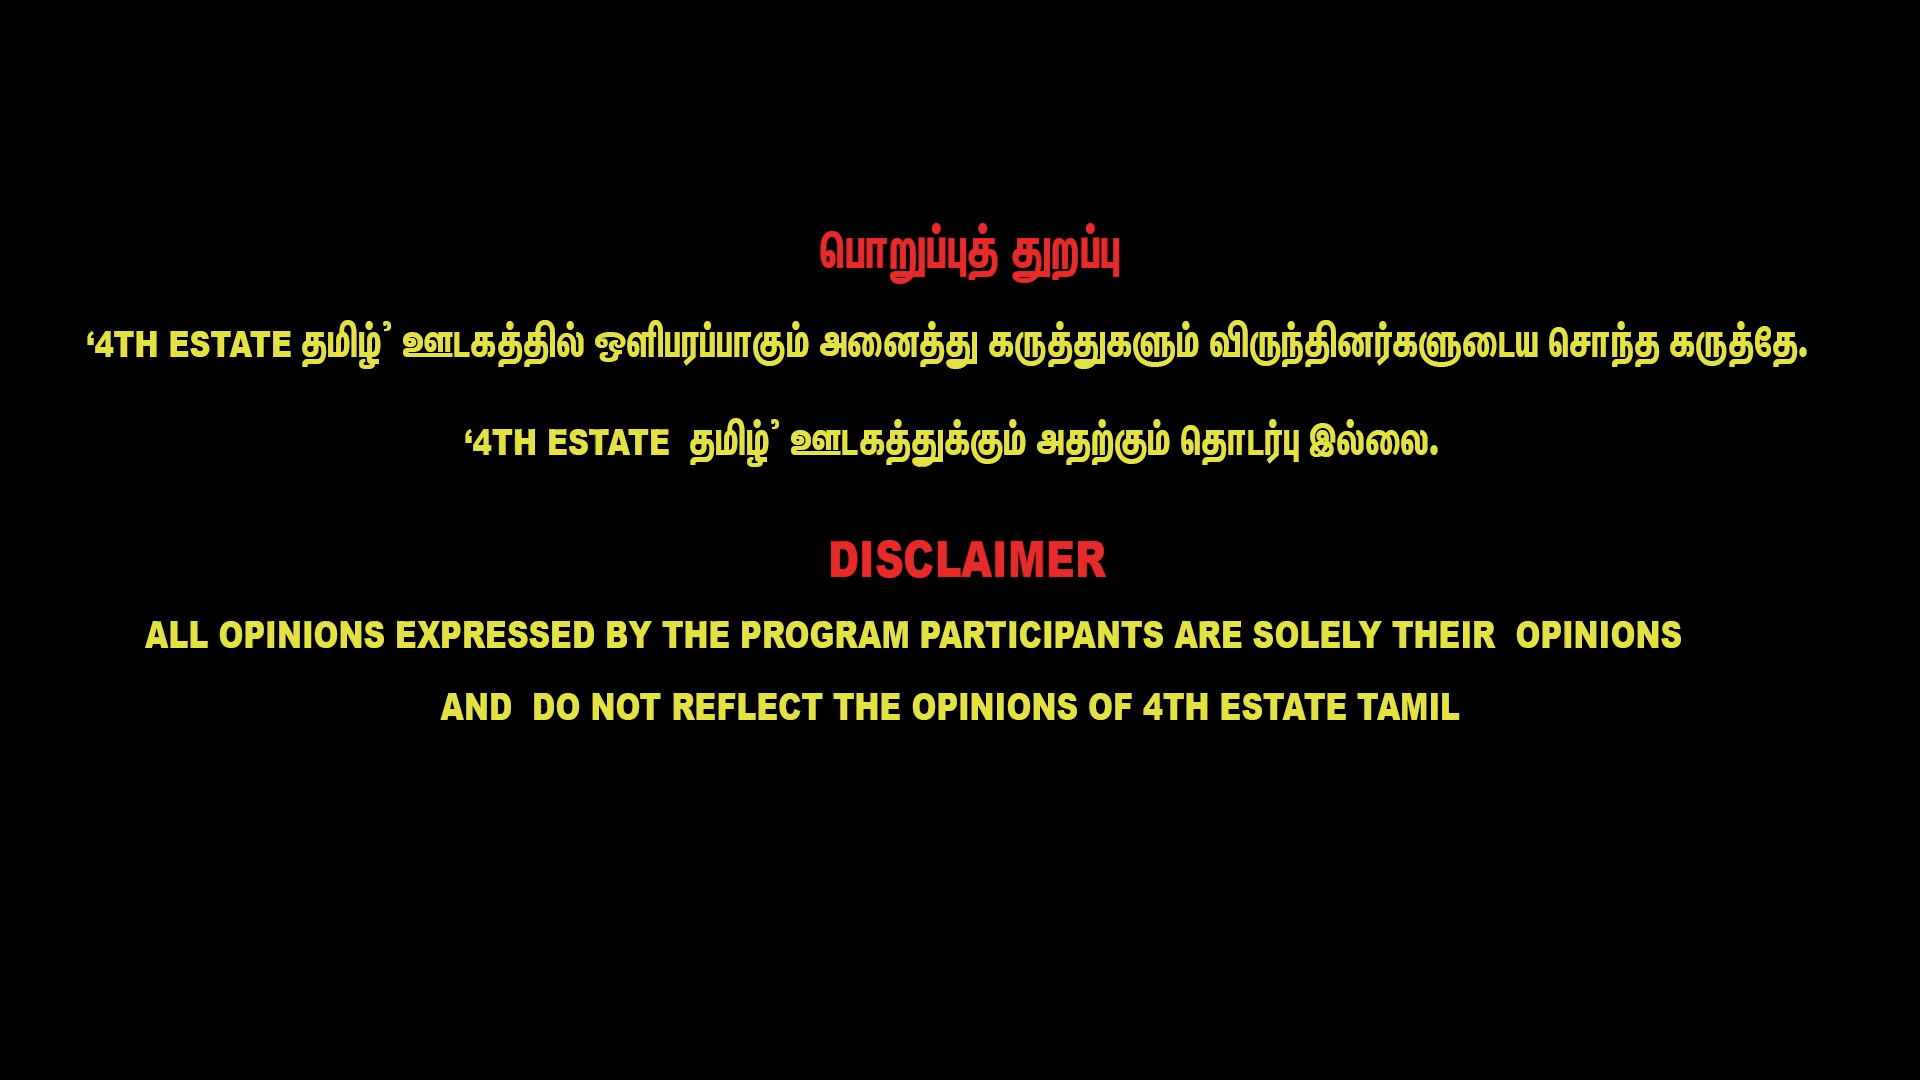 பொறுப்புத் துறப்பு
‘4TH ESTATE தமிழ்’ ஊடகத்தில் ஒளிபரப்பாகும் அனைத்து கருத்துகளும் விருந்தினர்களுடைய சொந்த கருத்தே.
‘4TH ESTATE தமிழ்’ ஊடகத்துக்கும் அதற்கும் தொடர்பு இல்லை.
DISCLAIMER
ALL OPINIONS EXPRESSED BY THE PROGRAM PARTICIPANTS ARE SOLELY THEIR OPINIONS
AND DO NOT REFLECT THE OPINIONS OF 4TH ESTATE TAMIL